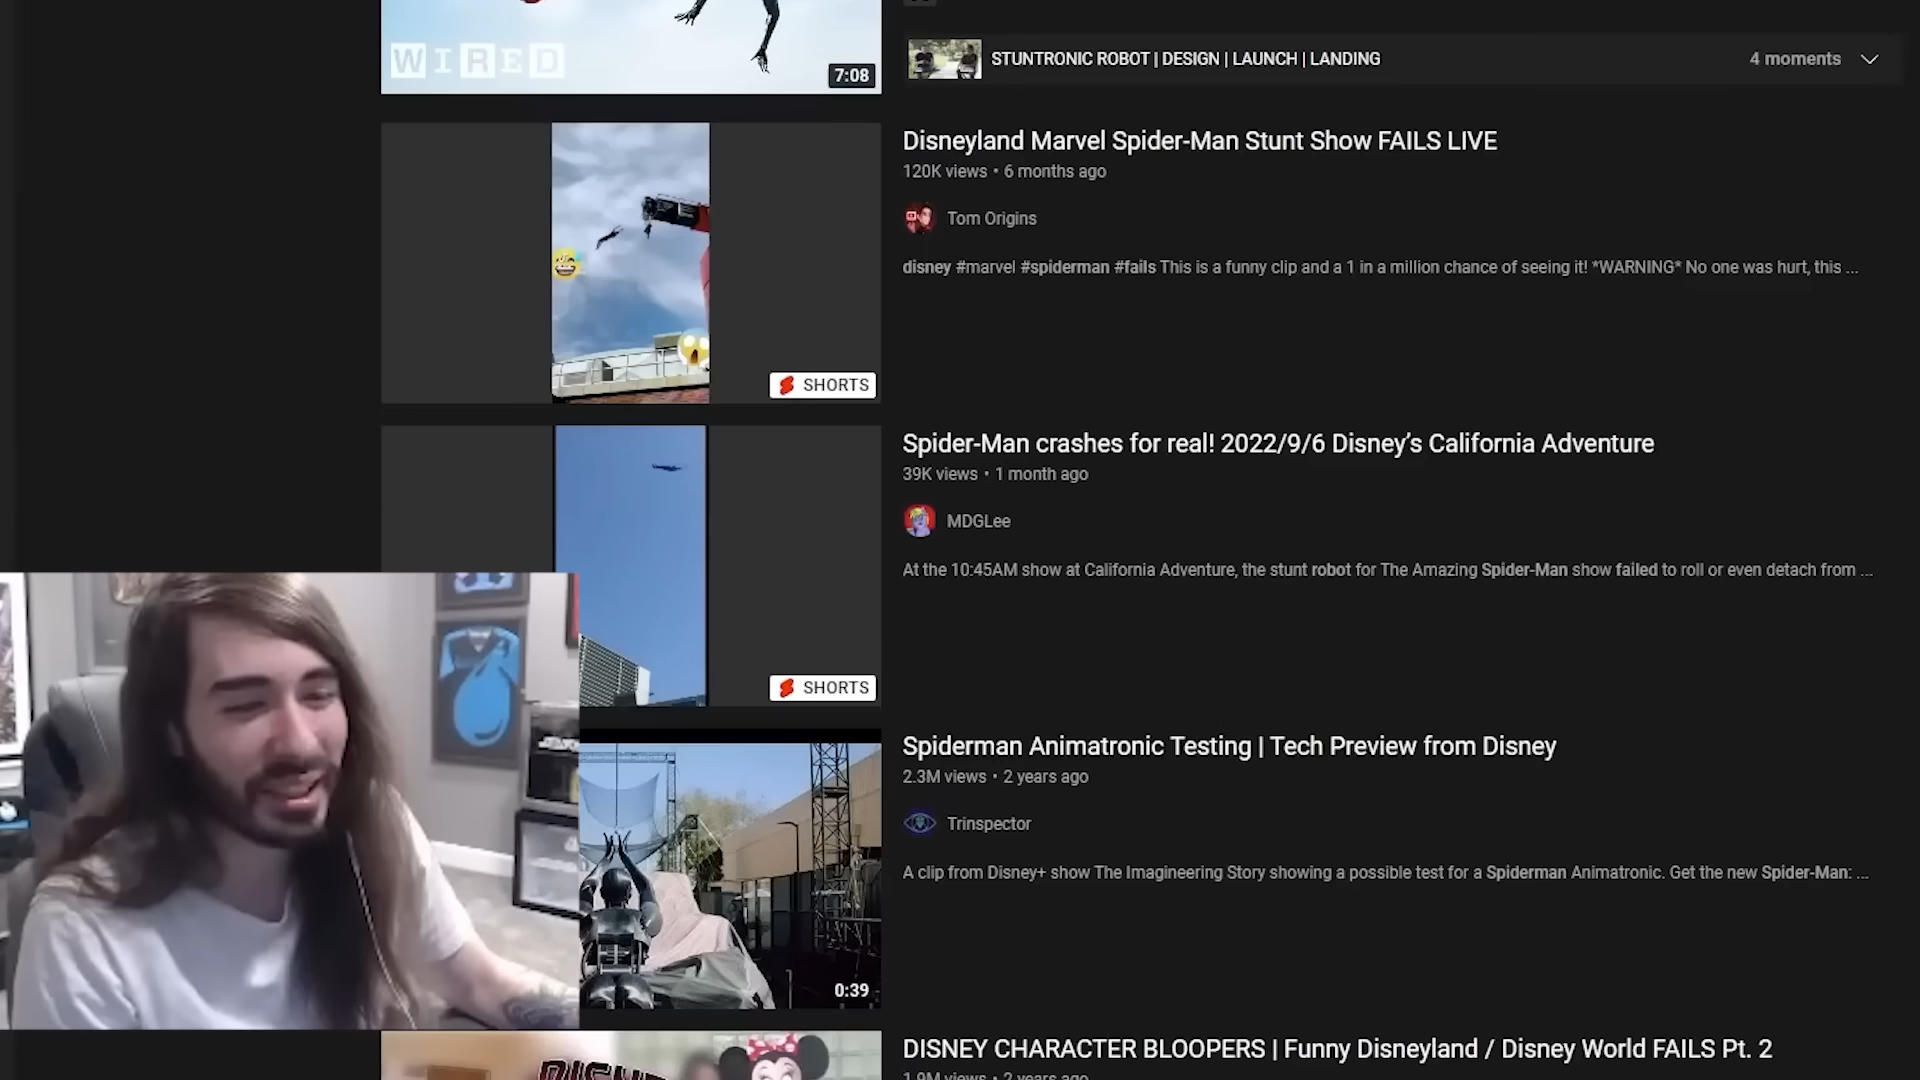 WIRED
7:08
STUNTRONIC ROBOT | DESIGN | LAUNCH | LANDING
4 moments
Disneyland Marvel Spider-Man Stunt Show FAILS LIVE
120K views • 6 months ago
Tom Origins
disney #marvel #spiderman #fails This is a funny clip and a 1 in a million chance of seeing it! *WARNING* No one was hurt, this ...
SHORTS
Spider-Man crashes for real! 2022/9/6 Disney’s California Adventure
39K views • 1 month ago
MDGLee
At the 10:45AM show at California Adventure, the stunt robot for The Amazing Spider-Man show failed to roll or even detach from ...
SHORTS
Spiderman Animatronic Testing | Tech Preview from Disney
2.3M views • 2 years ago
Trinspector
A clip from Disney+ show The Imagineering Story showing a possible test for a Spiderman Animatronic. Get the new Spider-Man: ...
0:39
DISNEY CHARACTER BLOOPERS | Funny Disneyland / Disney World FAILS Pt. 2
1.9M views • 2 years ago